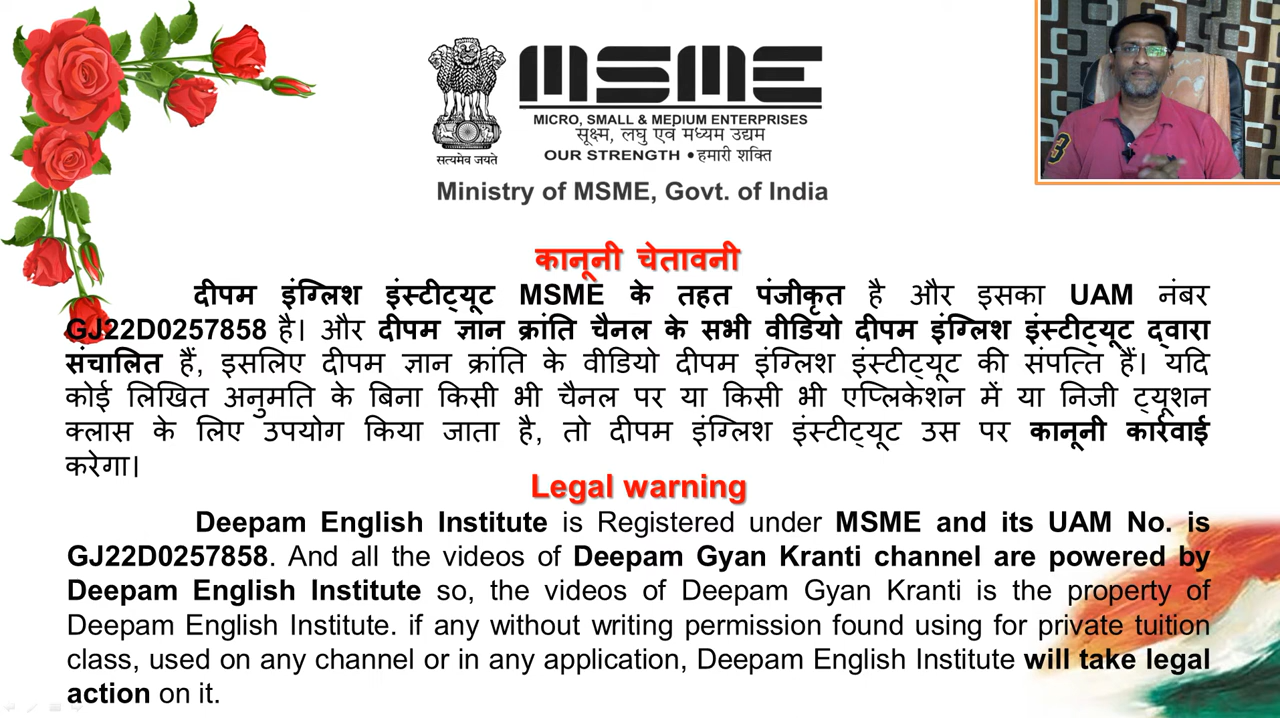 MSME
MICRO, SMALL & MEDIUM ENTERPRISES
सूक्ष्म, लघु एवं मध्यम उद्यम
सत्यमेव जयते
OUR STRENGTH • हमारी शक्ति
Ministry of MSME, Govt. of India
कानूनी चेतावनी
दीपम इंग्लिश इंस्टीट्यूट MSME के तहत पंजीकृत है और इसका UAM नंबर
GJ22D0257858 है। और दीपम ज्ञान क्रांति चैनल के सभी वीडियो दीपम इंग्लिश इंस्टीट्यूट द्वारा
संचालित हैं, इसलिए दीपम ज्ञान क्रांति के वीडियो दीपम इंग्लिश इंस्टीट्यूट की संपत्ति हैं। यदि
कोई लिखित अनुमति के बिना किसी भी चैनल पर या किसी भी एप्लिकेशन में या निजी ट्यूशन
क्लास के लिए उपयोग किया जाता है, तो दीपम इंग्लिश इंस्टीट्यूट उस पर कानूनी कार्रवाई
करेगा।
Legal warning
Deepam English Institute is Registered under MSME and its UAM No. is
GJ22D0257858. And all the videos of Deepam Gyan Kranti channel are powered by
Deepam English Institute so, the videos of Deepam Gyan Kranti is the property of
Deepam English Institute. if any without writing permission found using for private tuition
class, used on any channel or in any application, Deepam English Institute will take legal
action on it.
3